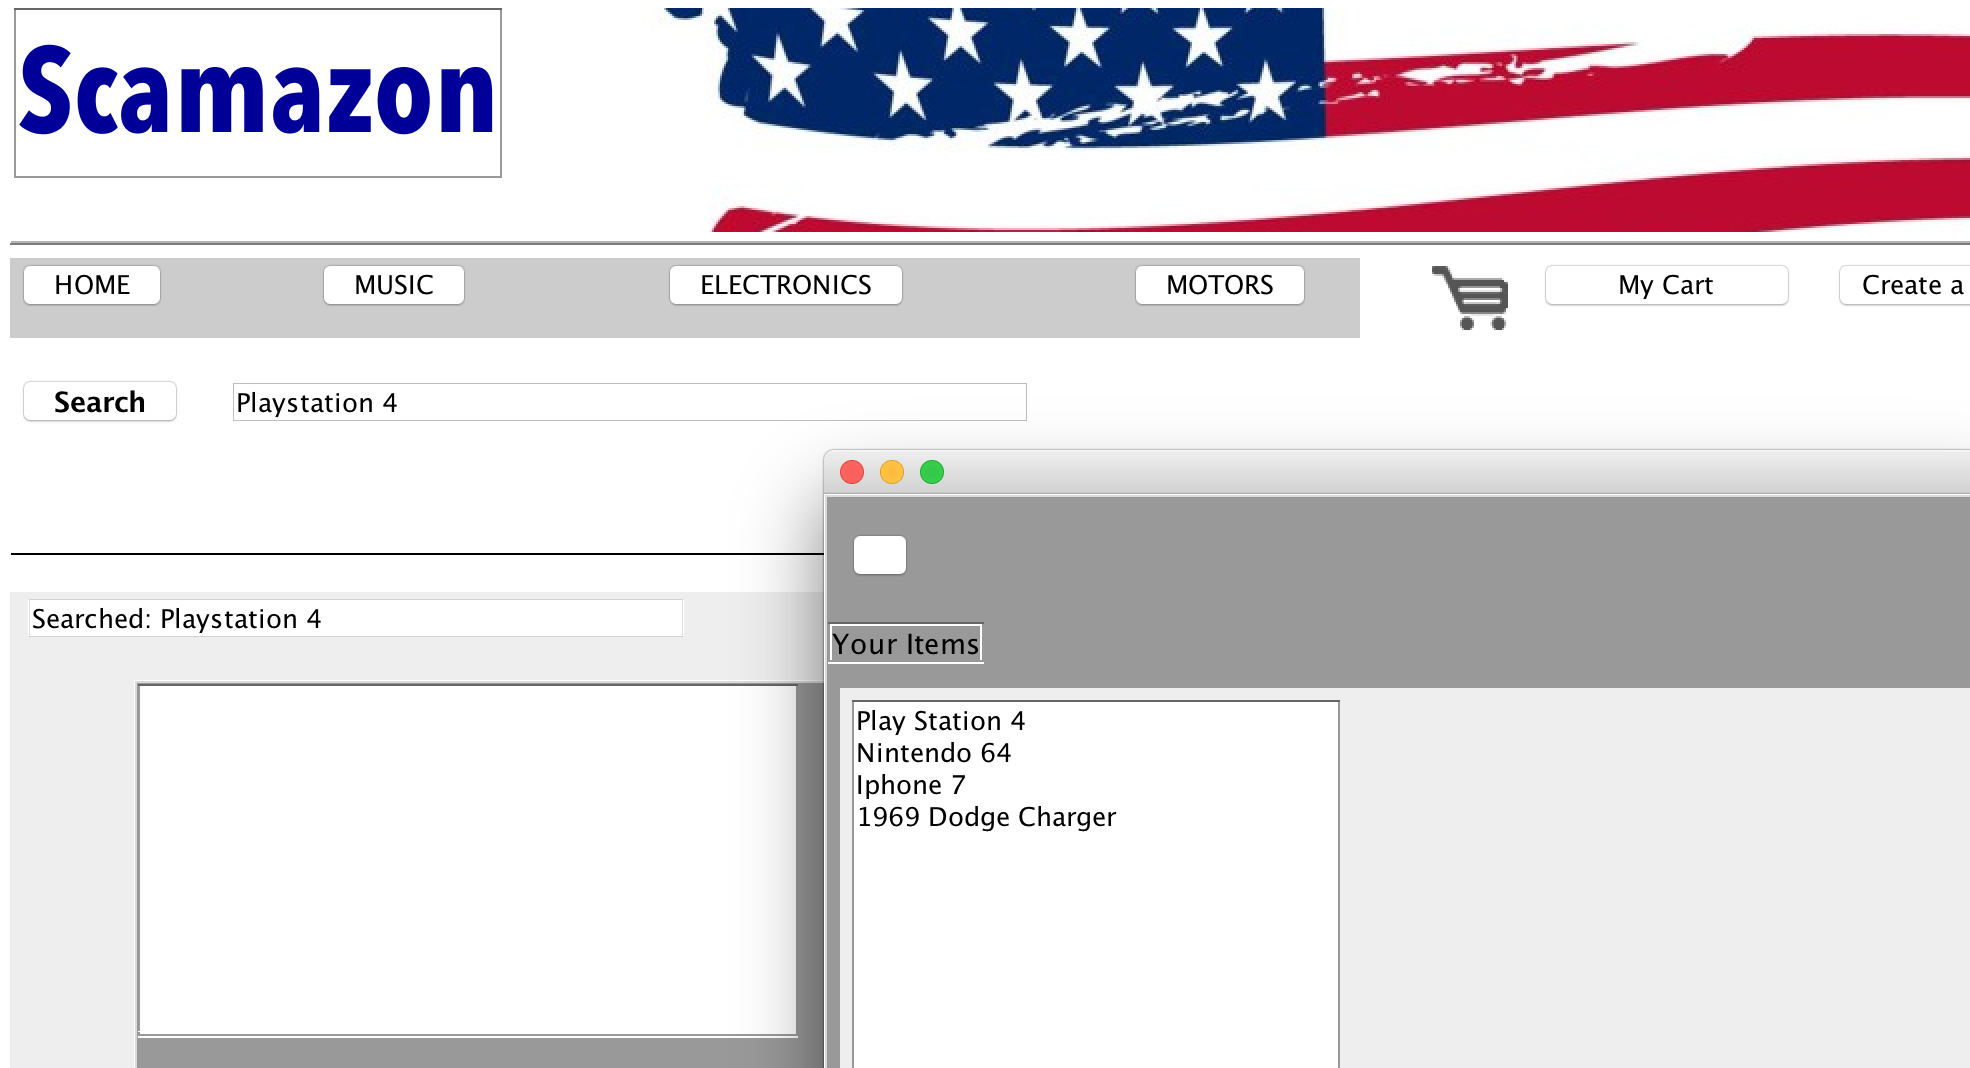 Scamazon
HOME MUSIC ELECTRONICS MOTORS My Cart Create a
Search Playstation 4
Searched: Playstation 4
Your Items
Play Station 4
Nintendo 64
Iphone 7
1969 Dodge Charger